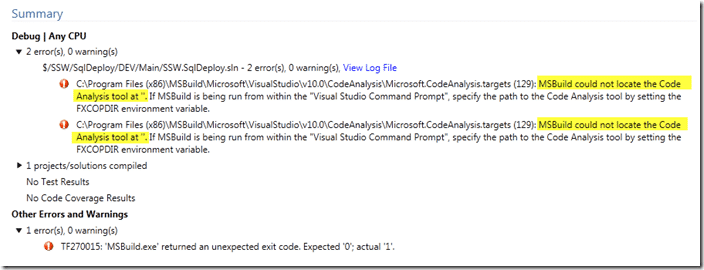 Summary
Debug | Any CPU
2 error(s), 0 warning(s)
$/SSW/SqlDeploy/DEV/Main/SSW.SqlDeploy.sln - 2 error(s), 0 warning(s), View Log File
C:\Program Files (x86)\MSBuild\Microsoft\VisualStudio\v10.0\CodeAnalysis\Microsoft.CodeAnalysis.targets (129): MSBuild could not locate the Code
Analysis tool at ''. If MSBuild is being run from within the "Visual Studio Command Prompt", specify the path to the Code Analysis tool by setting the
FXCOPDIR environment variable.
C:\Program Files (x86)\MSBuild\Microsoft\VisualStudio\v10.0\CodeAnalysis\Microsoft.CodeAnalysis.targets (129): MSBuild could not locate the Code
Analysis tool at ''. If MSBuild is being run from within the "Visual Studio Command Prompt", specify the path to the Code Analysis tool by setting the
FXCOPDIR environment variable.
1 projects/solutions compiled
No Test Results
No Code Coverage Results
Other Errors and Warnings
1 error(s), 0 warning(s)
TF270015: 'MSBuild.exe' returned an unexpected exit code. Expected '0'; actual '1'.